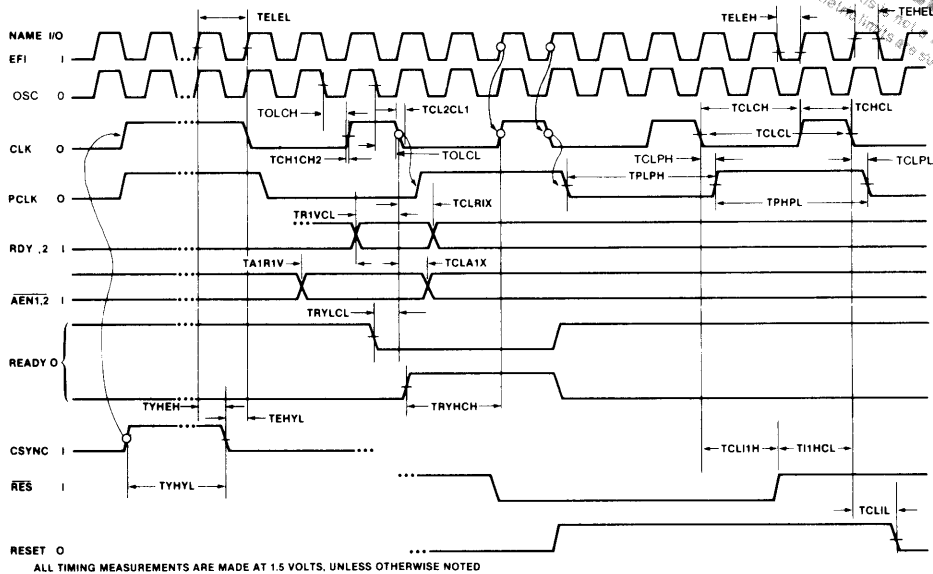 TELEL
TELEH
TEHEL
NAME I/O
EFI I
OSC O
TOLCH
TCL2CL1
TCLCH
TCHCL
TCLCL
CLK O
TCH1CH2
TOLCL
TCLPH
TPLPH
TCLPL
PCLK O
TPHPL
TR1VCL
TCLRIX
RDY ,2 I
TA1R1V
TCLA1X
AEN1,2 I
TRYLCL
READY O
TYHEH
TRYHCH
TEHYL
CSYNC I
TCLI1H
TI1HCL
RES I
TYHYL
TCLIL
RESET O
ALL TIMING MEASUREMENTS ARE MADE AT 1.5 VOLTS, UNLESS OTHERWISE NOTED